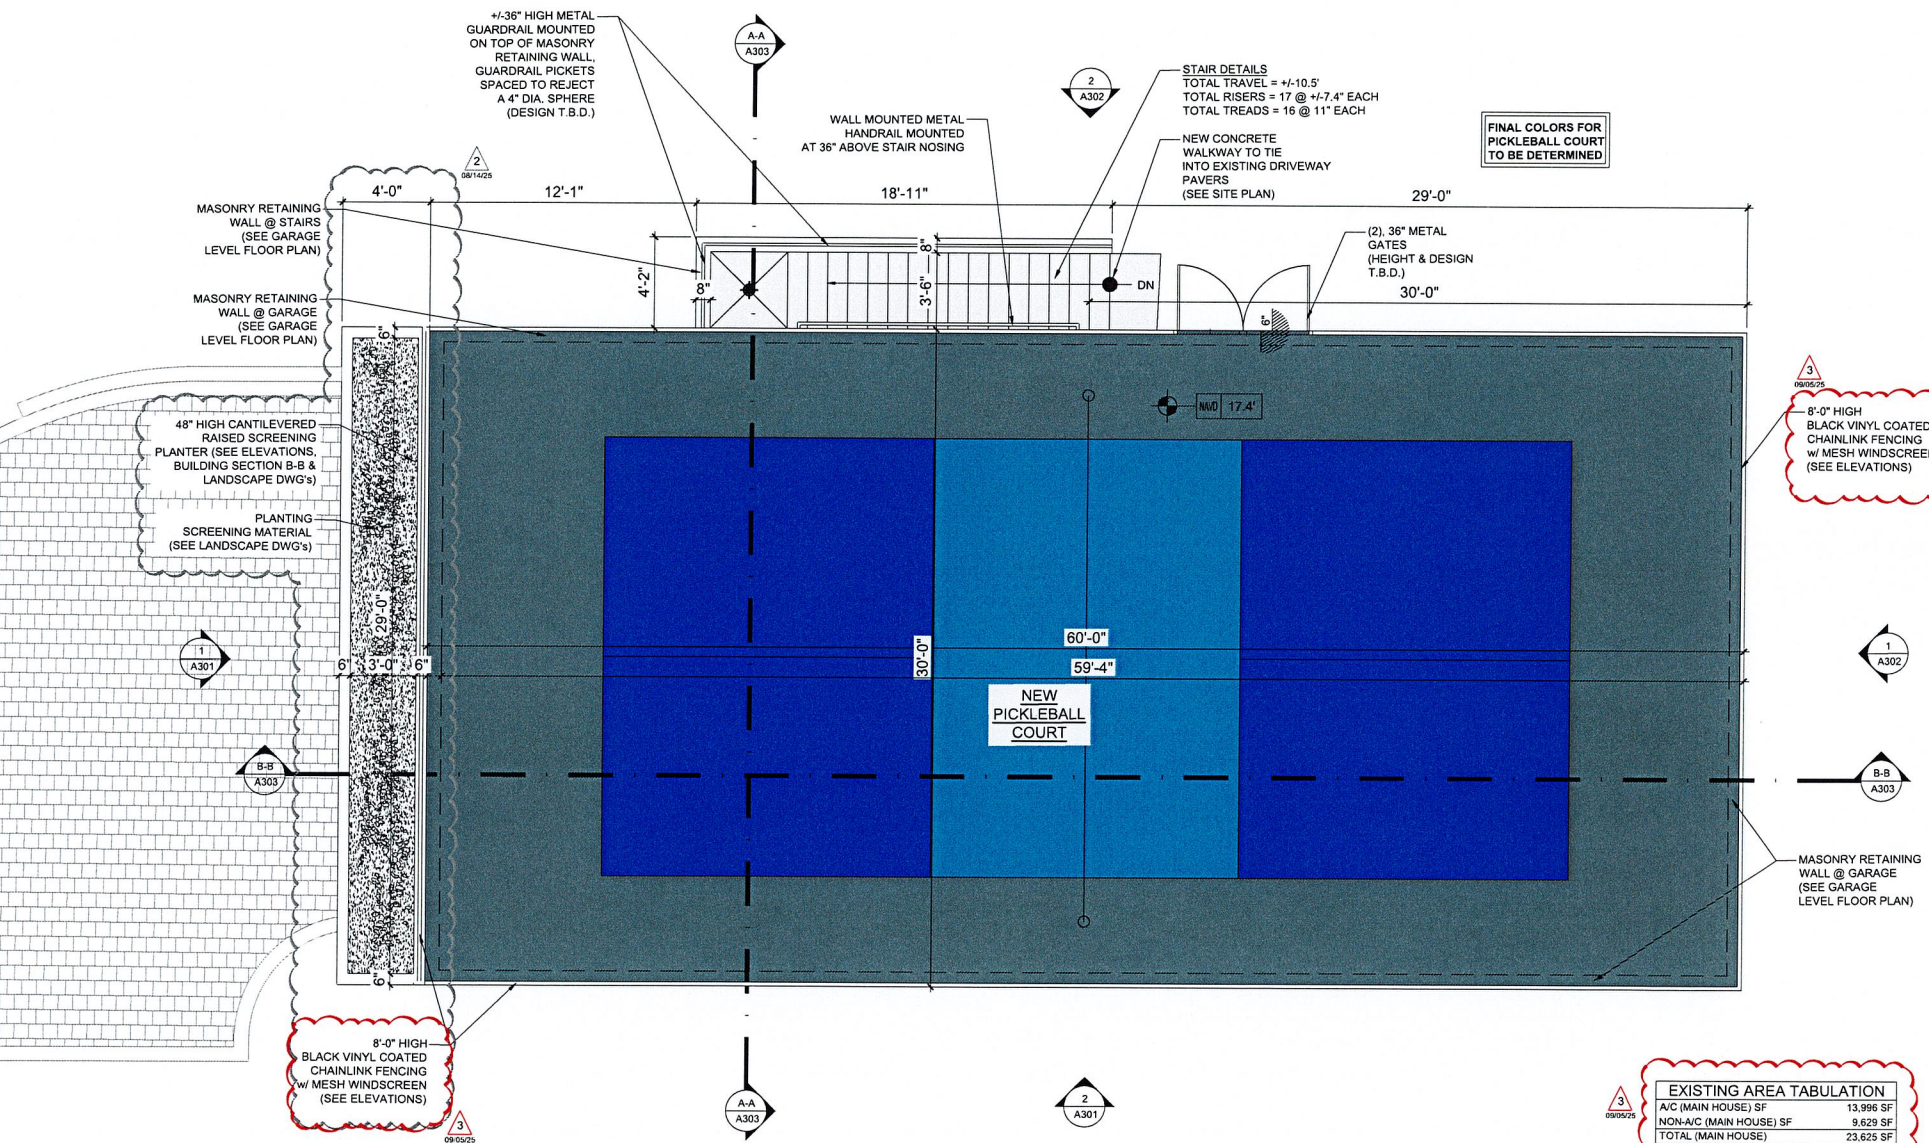 +/-36" HIGH METAL
GUARDRAIL MOUNTED
ON TOP OF MASONRY
RETAINING WALL,
GUARDRAIL PICKETS
SPACED TO REJECT
A 4" DIA. SPHERE
(DESIGN T.B.D.)
A-A
A303
2
A302
STAIR DETAILS
TOTAL TRAVEL = +/-10.5'
TOTAL RISERS = 17 @ +/-7.4" EACH
TOTAL TREADS = 16 @ 11" EACH
WALL MOUNTED METAL
HANDRAIL MOUNTED
AT 36" ABOVE STAIR NOSING
NEW CONCRETE
WALKWAY TO TIE
INTO EXISTING DRIVEWAY
PAVERS
(SEE SITE PLAN)
FINAL COLORS FOR
PICKLEBALL COURT
TO BE DETERMINED
2
08/14/25
4'-0"
12'-1"
18'-11"
29'-0"
MASONRY RETAINING
WALL @ STAIRS
(SEE GARAGE
LEVEL FLOOR PLAN)
(2), 36" METAL
GATES
(HEIGHT & DESIGN
T.B.D.)
4'-2"
8"
8"
3'-6"
DN
30'-0"
6"
MASONRY RETAINING
WALL @ GARAGE
(SEE GARAGE
LEVEL FLOOR PLAN)
6"
NAVD 17.4'
3
09/05/25
8'-0" HIGH
BLACK VINYL COATED
CHAINLINK FENCING
w/ MESH WINDSCREEN
(SEE ELEVATIONS)
48" HIGH CANTILEVERED
RAISED SCREENING
PLANTER (SEE ELEVATIONS,
BUILDING SECTION B-B &
LANDSCAPE DWG's)
PLANTING
SCREENING MATERIAL
(SEE LANDSCAPE DWG's)
29'-0"
1
A301
6" 3'-0" 6"
30'-0"
60'-0"
59'-4"
1
A302
NEW
PICKLEBALL
COURT
B-B
A303
B-B
A303
MASONRY RETAINING
WALL @ GARAGE
(SEE GARAGE
LEVEL FLOOR PLAN)
6"
8'-0" HIGH
BLACK VINYL COATED
CHAINLINK FENCING
w/ MESH WINDSCREEN
(SEE ELEVATIONS)
3
09/05/25
A-A
A303
2
A301
3
09/05/25
EXISTING AREA TABULATION
A/C (MAIN HOUSE) SF 13,996 SF
NON-A/C (MAIN HOUSE) SF 9,629 SF
TOTAL (MAIN HOUSE) 23,625 SF